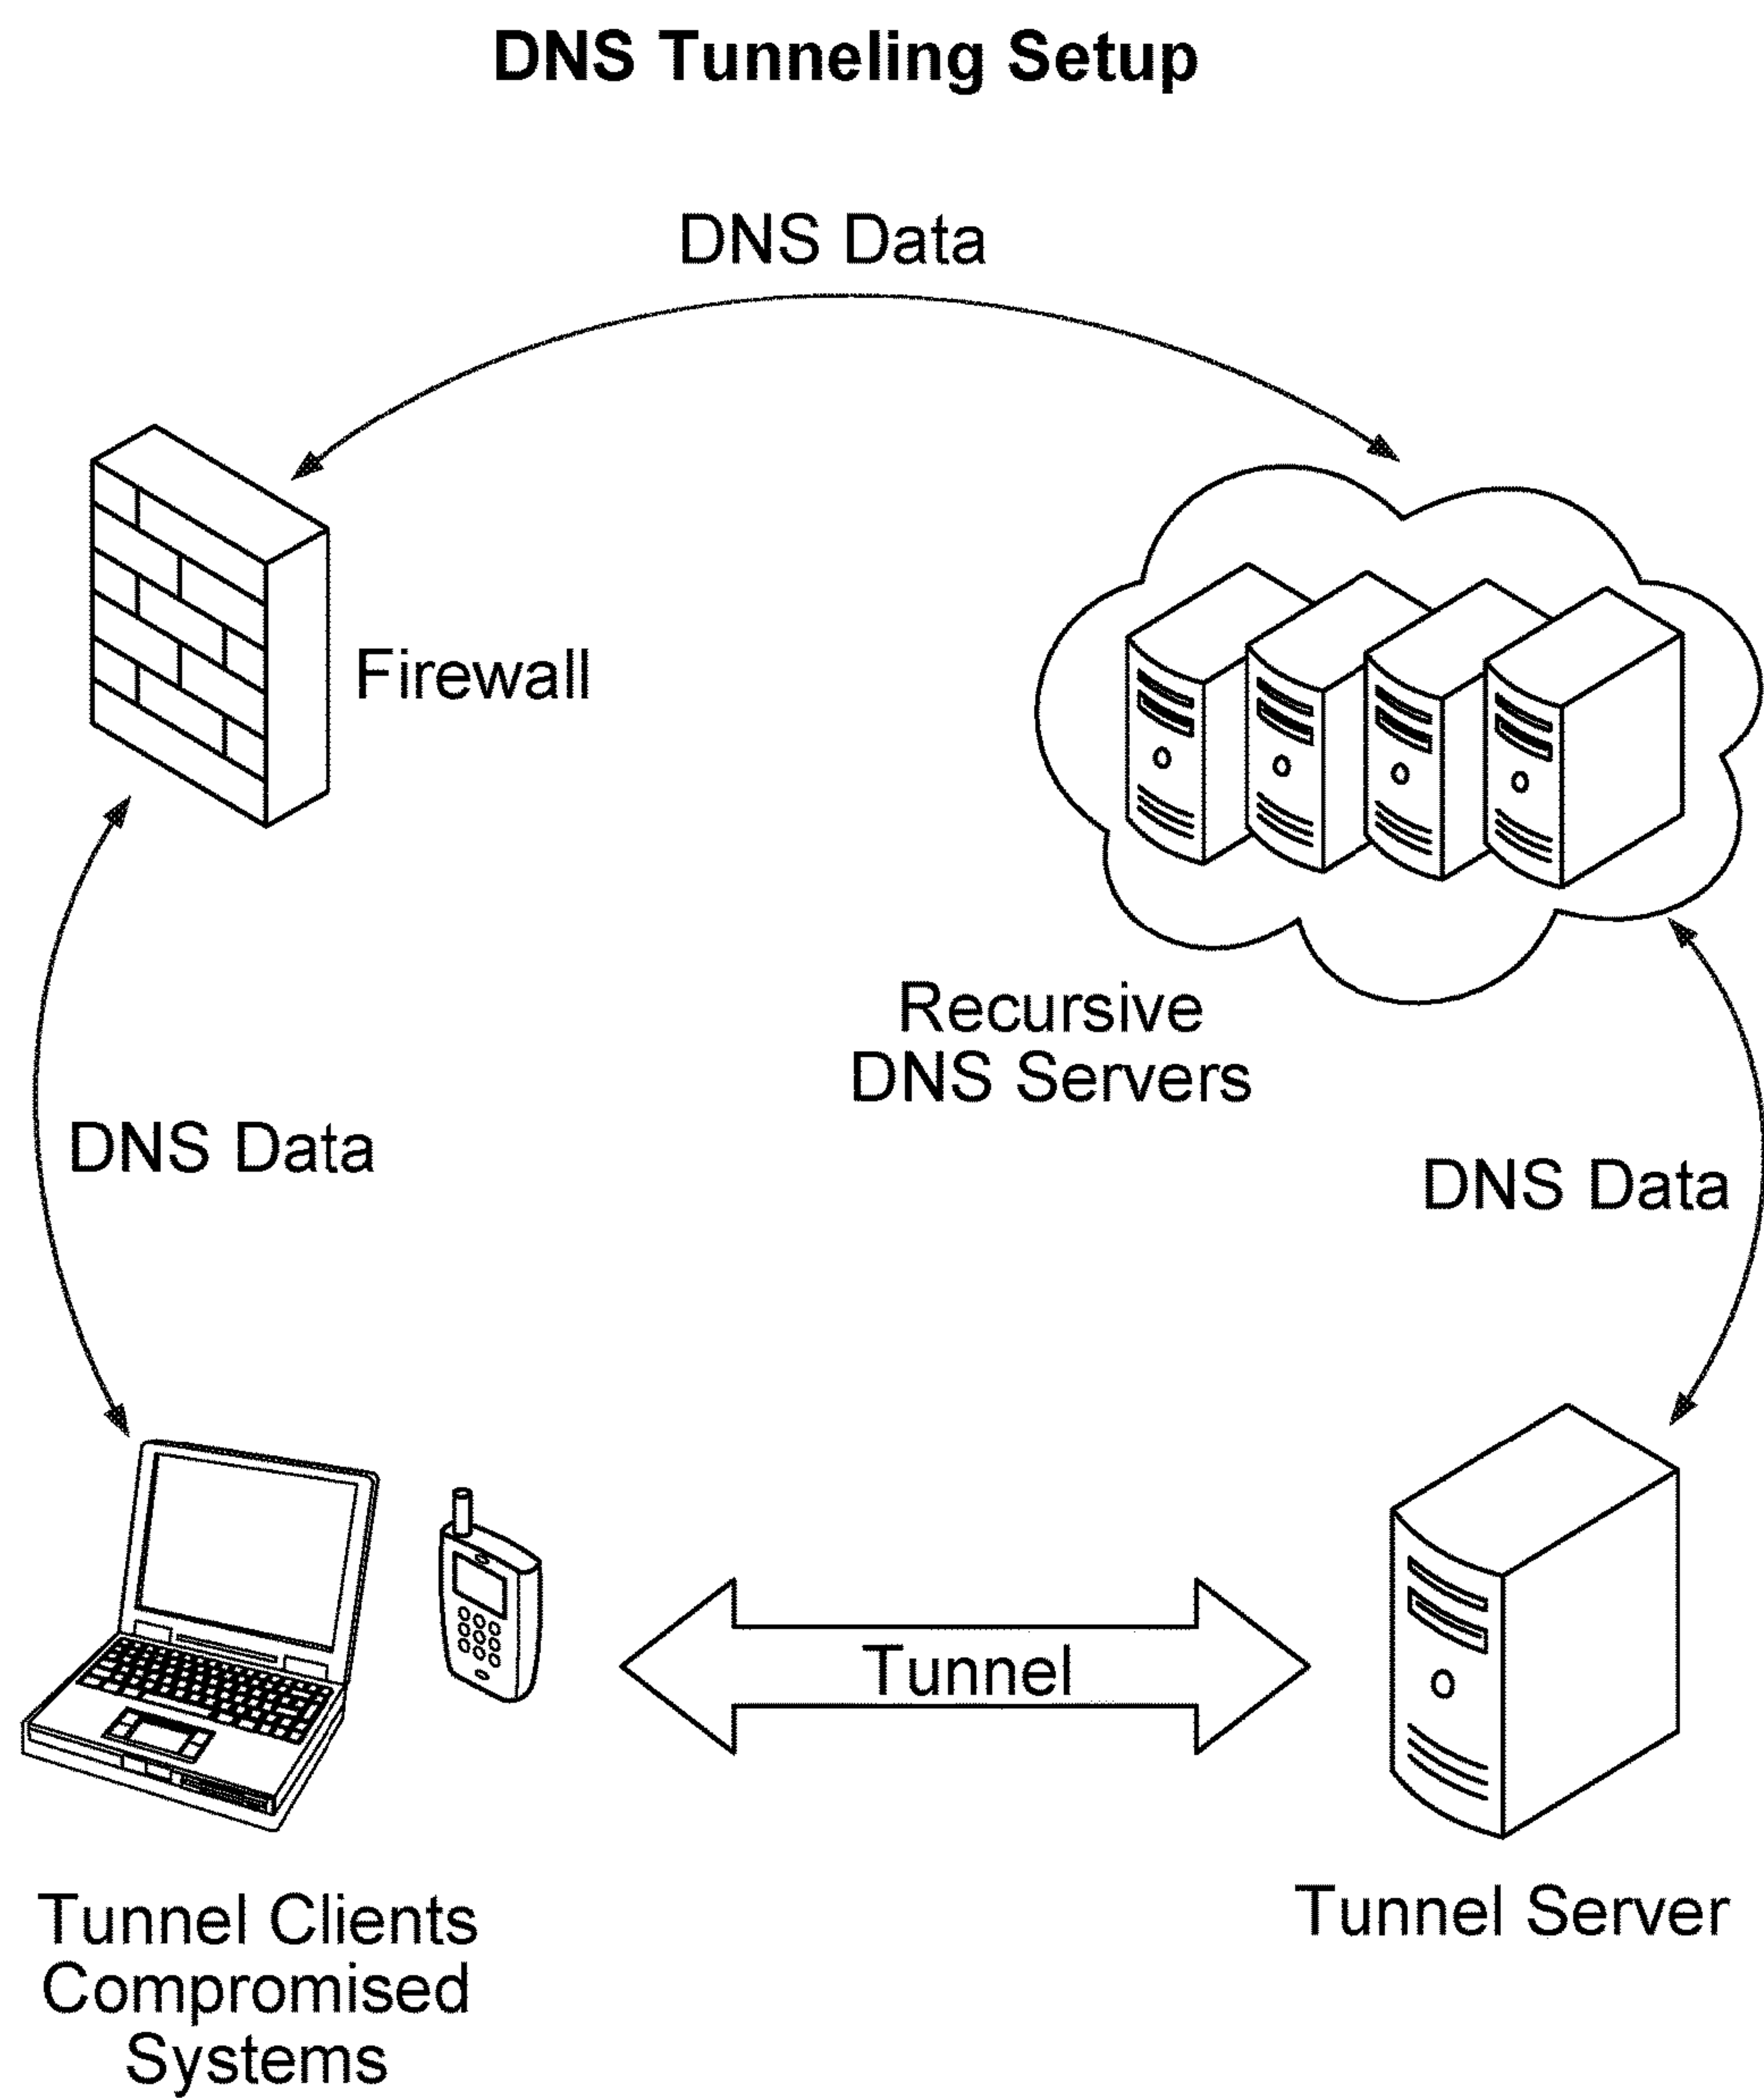 DNS Tunneling Setup
DNS Data
Firewall
Recursive
DNS Servers
DNS Data
DNS Data
Tunnel
Tunnel Clients
Compromised
Systems
Tunnel Server